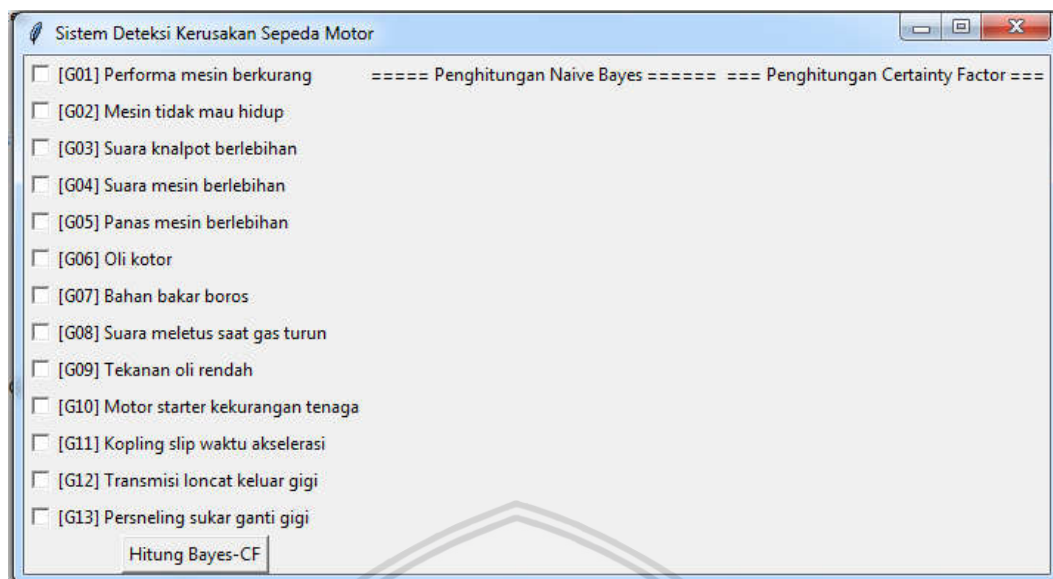 Sistem Deteksi Kerusakan Sepeda Motor
[G01] Performa mesin berkurang ===== Penghitungan Naive Bayes ====== === Penghitungan Certainty Factor ===
[G02] Mesin tidak mau hidup
[G03] Suara knalpot berlebihan
[G04] Suara mesin berlebihan
[G05] Panas mesin berlebihan
[G06] Oli kotor
[G07] Bahan bakar boros
[G08] Suara meletus saat gas turun
[G09] Tekanan oli rendah
[G10] Motor starter kekurangan tenaga
[G11] Kopling slip waktu akselerasi
[G12] Transmisi loncat keluar gigi
[G13] Persneling sukar ganti gigi
Hitung Bayes-CF